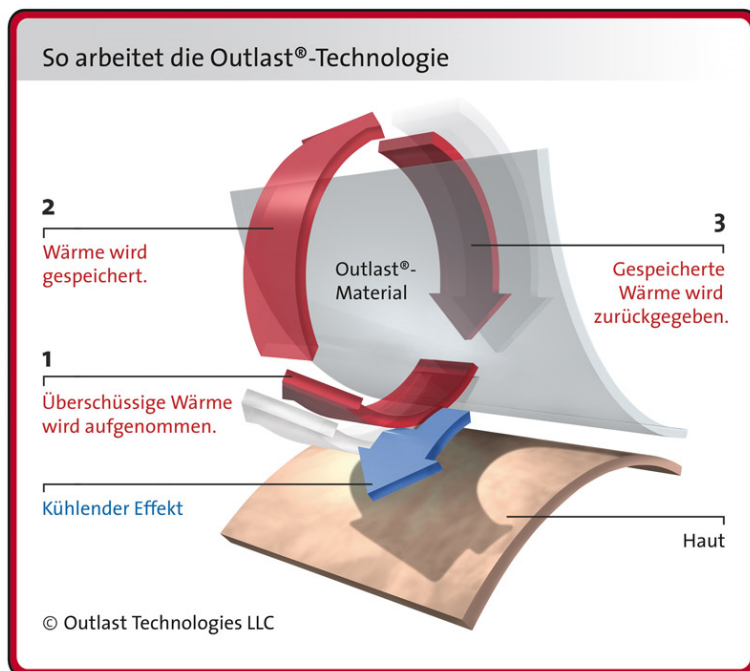 So arbeitet die Outlast®-Technologie
2
Wärme wird
gespeichert.
Outlast®-
Material
3
Gespeicherte
Wärme wird
zurückgegeben.
1
Überschüssige Wärme
wird aufgenommen.
Kühlender Effekt
Haut
© Outlast Technologies LLC